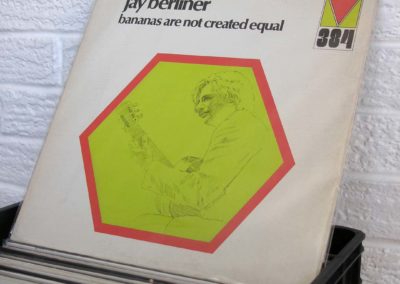 jay berliner
bananas are not created equal
384